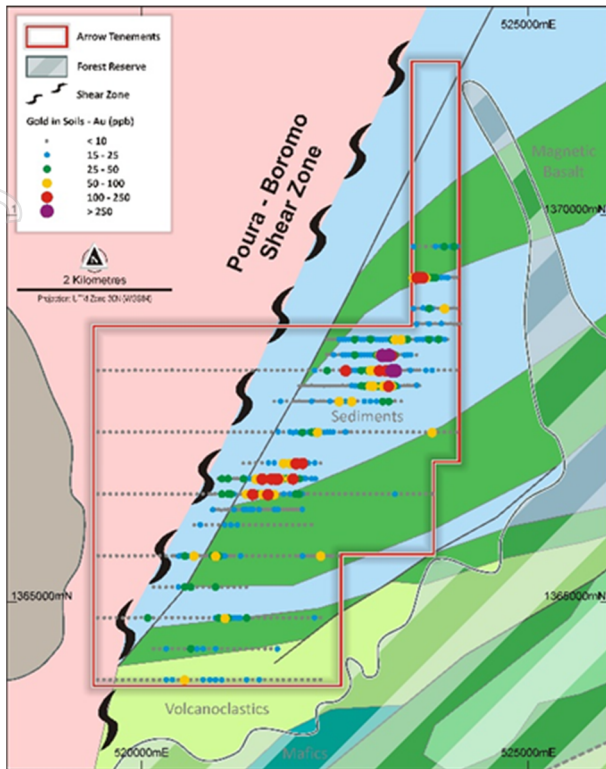 525000mE
Arrow Tenements
Forest Reserve
Shear Zone
Gold in Soils - Au (ppb)
< 10
15 - 25
25 - 50
50 - 100
100 - 250
> 250
2 Kilometres
Poura - Boromo
Shear Zone
Magnetic
Basalt
1370000mN
Sediments
1365000mN
1365000mN
Volcanoclastics
Mafics
520000mE
525000mE